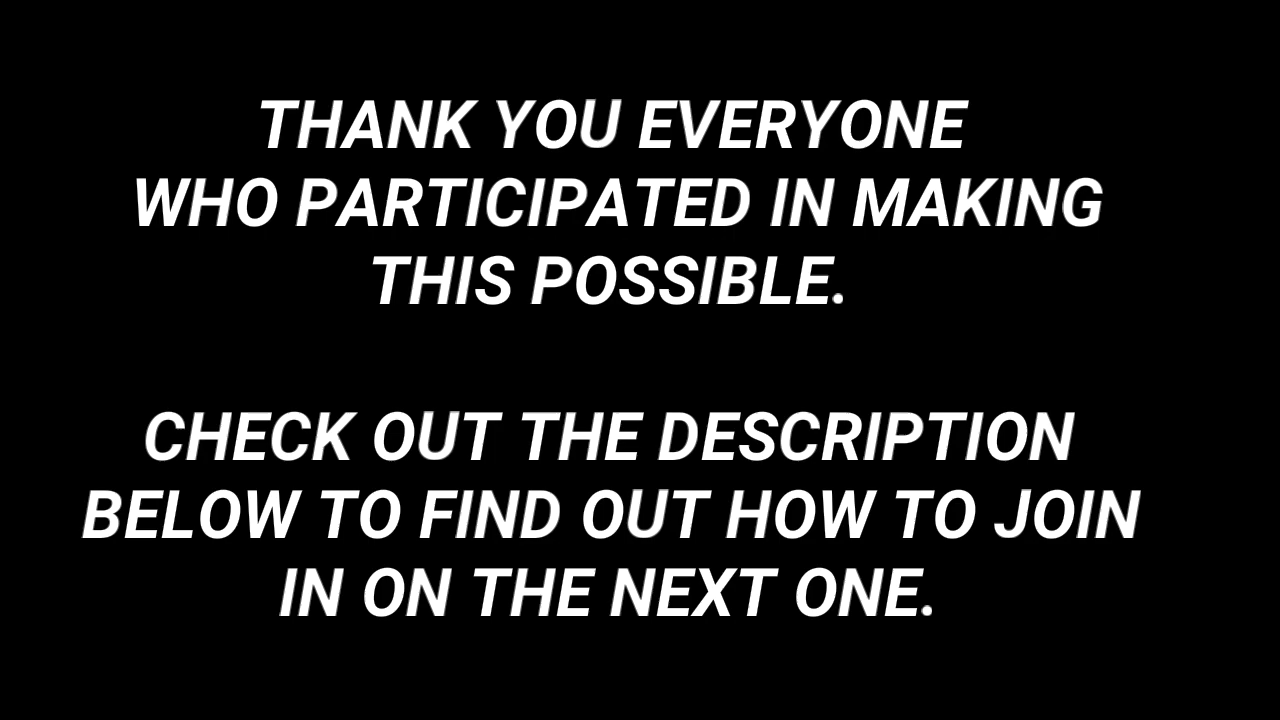 THANK YOU EVERYONE
WHO PARTICIPATED IN MAKING
THIS POSSIBLE.
CHECK OUT THE DESCRIPTION
BELOW TO FIND OUT HOW TO JOIN
IN ON THE NEXT ONE.